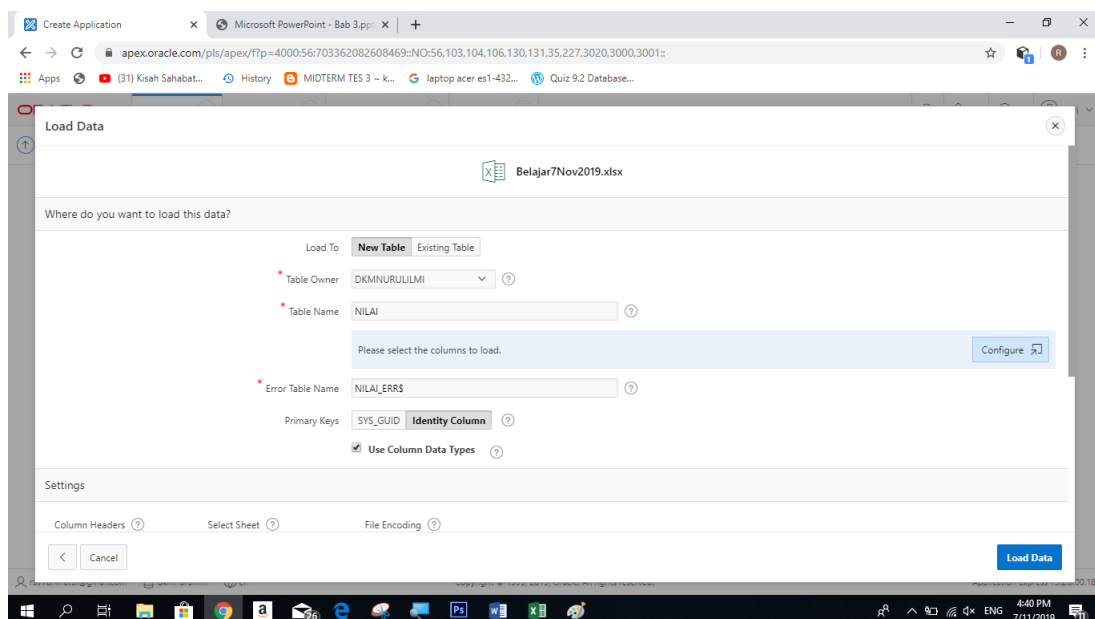 Create Application
Microsoft PowerPoint - Bab 3.pp
apex.oracle.com/pls/apex/f?p=4000:56:703362082608469::NO:56,103,104,106,130,131,35,227,3020,3000,3001::
R
Apps (31) Kisah Sahabat... History MIDTERM TES 3 ~ k... laptop acer es1-432... Quiz 9.2 Database...
Load Data
Belajar7Nov2019.xlsx
Where do you want to load this data?
Load To New Table Existing Table
* Table Owner DKMNURULILMI
* Table Name NILAI
Please select the columns to load. Configure
* Error Table Name NILAI_ERR$
Primary Keys SYS_GUID Identity Column
Use Column Data Types
Settings
Column Headers Select Sheet File Encoding
Cancel Load Data
ENG 4:40 PM
7/11/2019